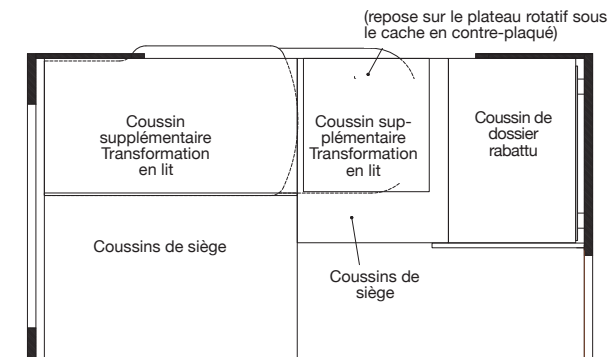 (repose sur le plateau rotatif sous
le cache en contre-plaqué)
Coussin
supplémentaire
Transformation
en lit
Coussin sup-
plémentaire
Transformation
en lit
Coussin de
dossier
rabattu
Coussins de siège
Coussins de
siège